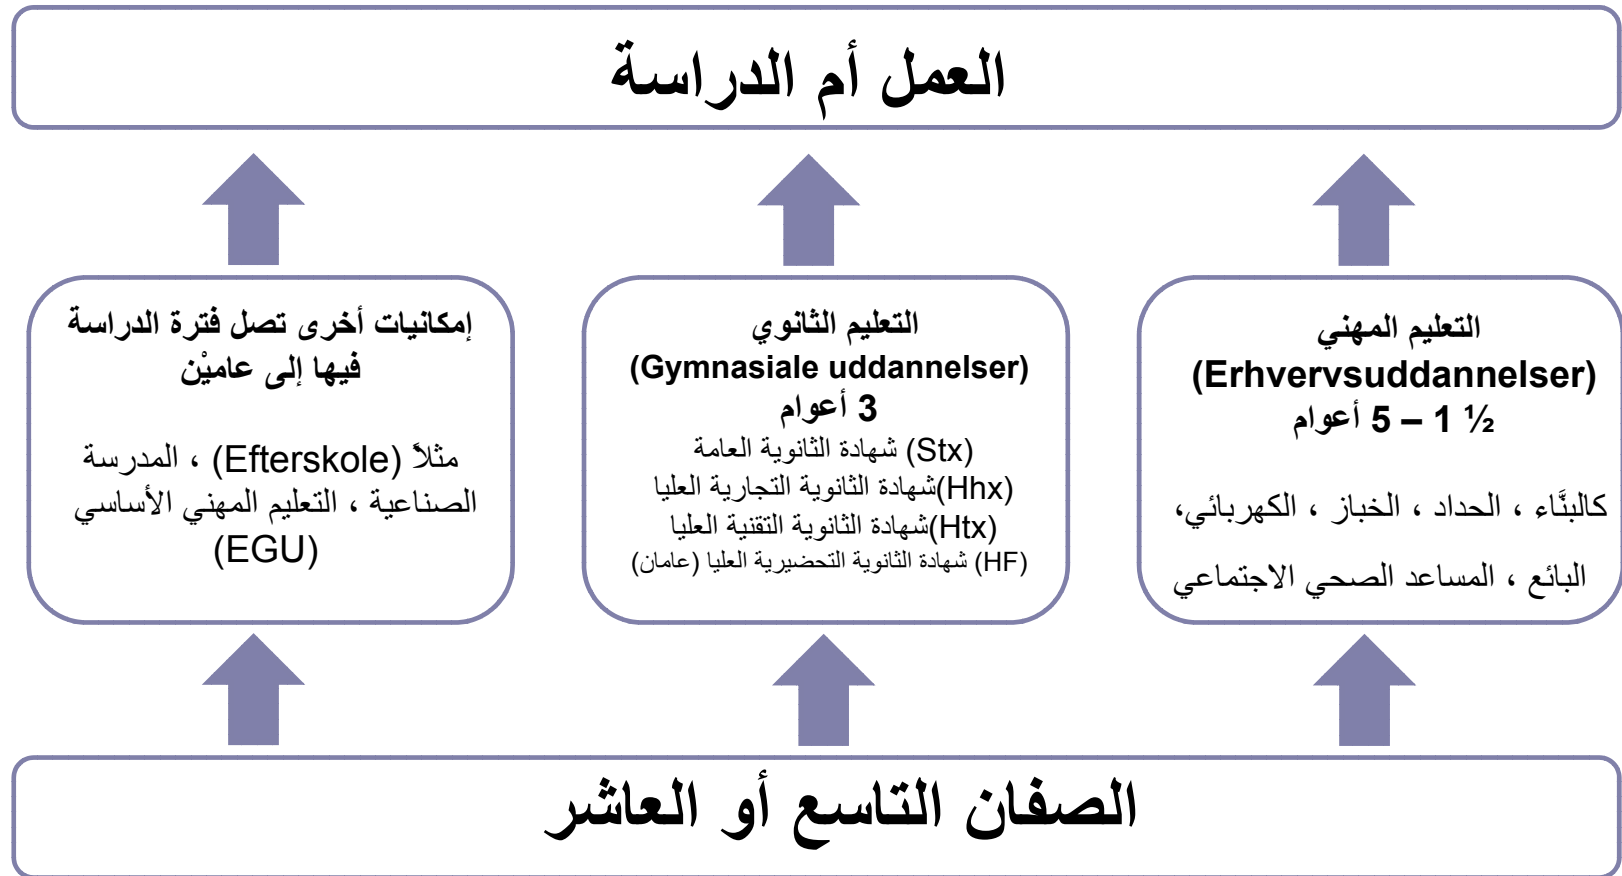 العمل أم الدراسة
التعليم المهني
(Erhvervsuddannelser)
½ 1 – 5 أعوام
كالبنَّاء ، الحداد ، الخباز ، الكهربائي،
البائع ، المساعد الصحي الاجتماعي
التعليم الثانوي
(Gymnasiale uddannelser)
3 أعوام
(Stx) شهادة الثانوية العامة
(Hhx)شهادة الثانوية التجارية العليا
(Htx)شهادة الثانوية التقنية العليا
(HF) شهادة الثانوية التحضيرية العليا (عامان)
إمكانيات أخرى تصل فترة الدراسة
فيها إلى عاميْن
مثلاً (Efterskole) ، المدرسة
الصناعية ، التعليم المهني الأساسي
(EGU)
الصفان التاسع أو العاشر